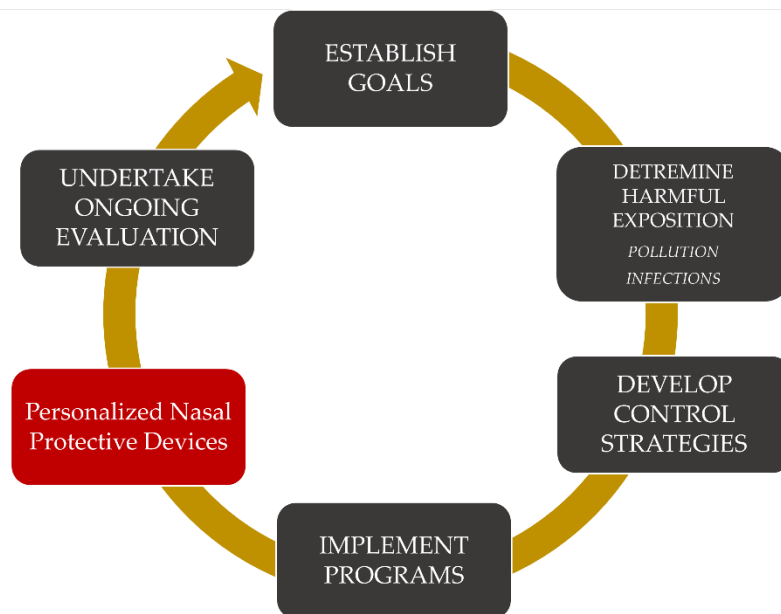 ESTABLISH
GOALS
DETREMINE
HARMFUL
EXPOSITION
POLLUTION
INFECTIONS
DEVELOP
CONTROL
STRATEGIES
IMPLEMENT
PROGRAMS
Personalized Nasal
Protective Devices
UNDERTAKE
ONGOING
EVALUATION